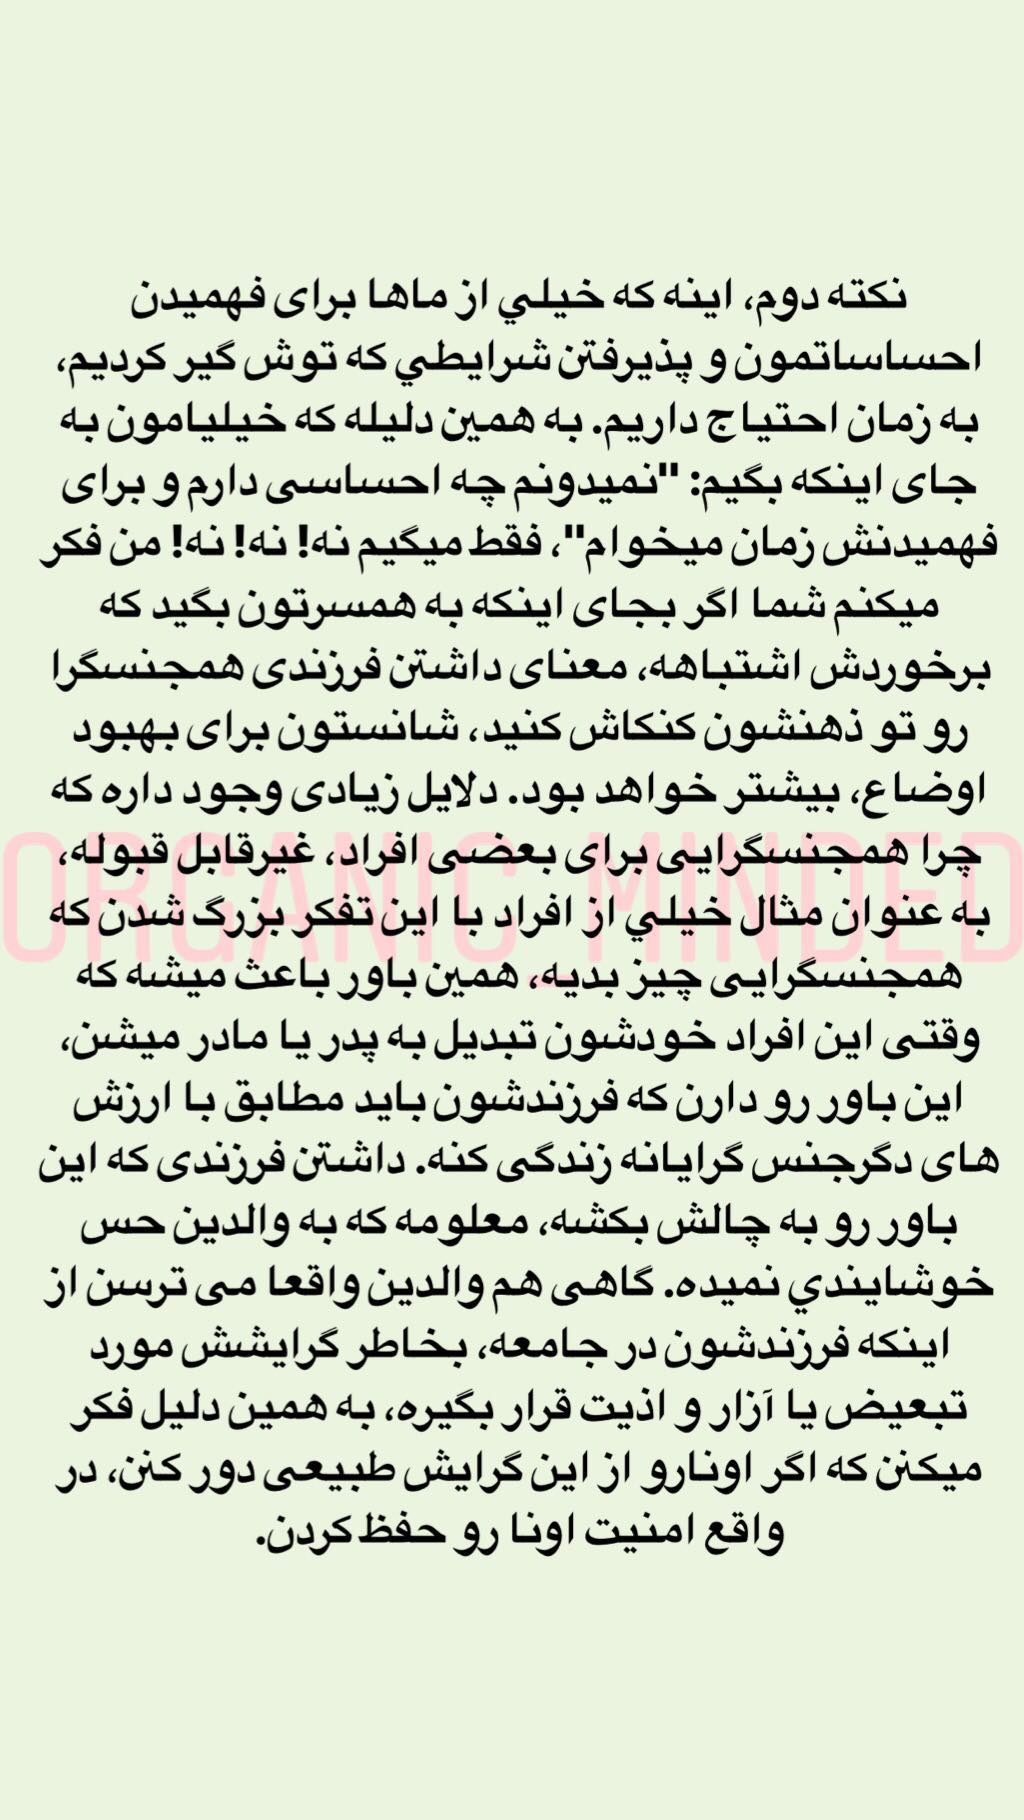 نکته دوم، اینه که خیلي از ماها برای فهمیدن
احساساتمون و پذیرفتن شرایطي که توش گیر کردیم،
به زمان احتیاج داریم. به همین دلیله که خیلیامون به
جای اینکه بگیم: "نمیدونم چه احساسی دارم و برای
فهمیدنش زمان میخوام"، فقط میگیم نه! نه! نه! من فکر
میکنم شما اگر بجای اینکه به همسرتون بگید که
برخوردش اشتباهه، معنای داشتن فرزندی همجنسگرا
رو تو ذهنشون کنکاش کنید، شانستون برای بهبود
اوضاع، بیشتر خواهد بود. دلایل زیادی وجود داره که
چرا همجنسگرایی برای بعضی افراد، غیرقابل قبوله،
به عنوان مثال خیلي از افراد با این تفکر بزرگ شدن که
همجنسگرایی چیز بدیه، همین باور باعث میشه که
وقتی این افراد خودشون تبدیل به پدر یا مادر میشن،
این باور رو دارن که فرزندشون باید مطابق با ارزش
های دگرجنس گرایانه زندگی کنه. داشتن فرزندی که این
باور رو به چالش بکشه، معلومه که به والدین حس
خوشایندي نمیده. گاهی هم والدین واقعا می ترسن از
اینکه فرزندشون در جامعه، بخاطر گرایشش مورد
تبعیض یا آزار و اذیت قرار بگیره، به همین دلیل فکر
میکنن که اگر اونارو از این گرایش طبیعی دور کنن، در
واقع امنیت اونا رو حفظ کردن.
ORGANIC_MINDED